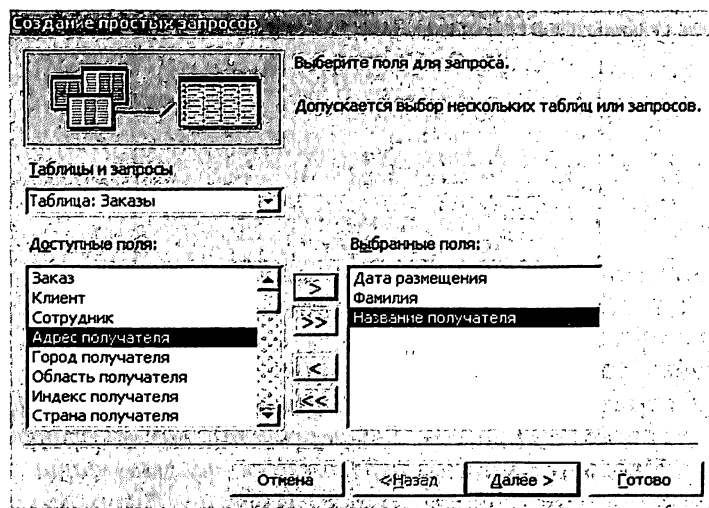 Создание простых запросов
Выберите поля для запроса.
Допускается выбор нескольких таблиц или запросов.
Таблицы и запросы
Таблица: Заказы
Доступные поля:
Заказ
Клиент
Сотрудник
Адрес получателя
Город получателя
Область получателя
Индекс получателя
Страна получателя
>
>>
<
<<
Выбранные поля:
Дата размещения
Фамилия
Название получателя
Отмена
< Назад
Далее >
Готово